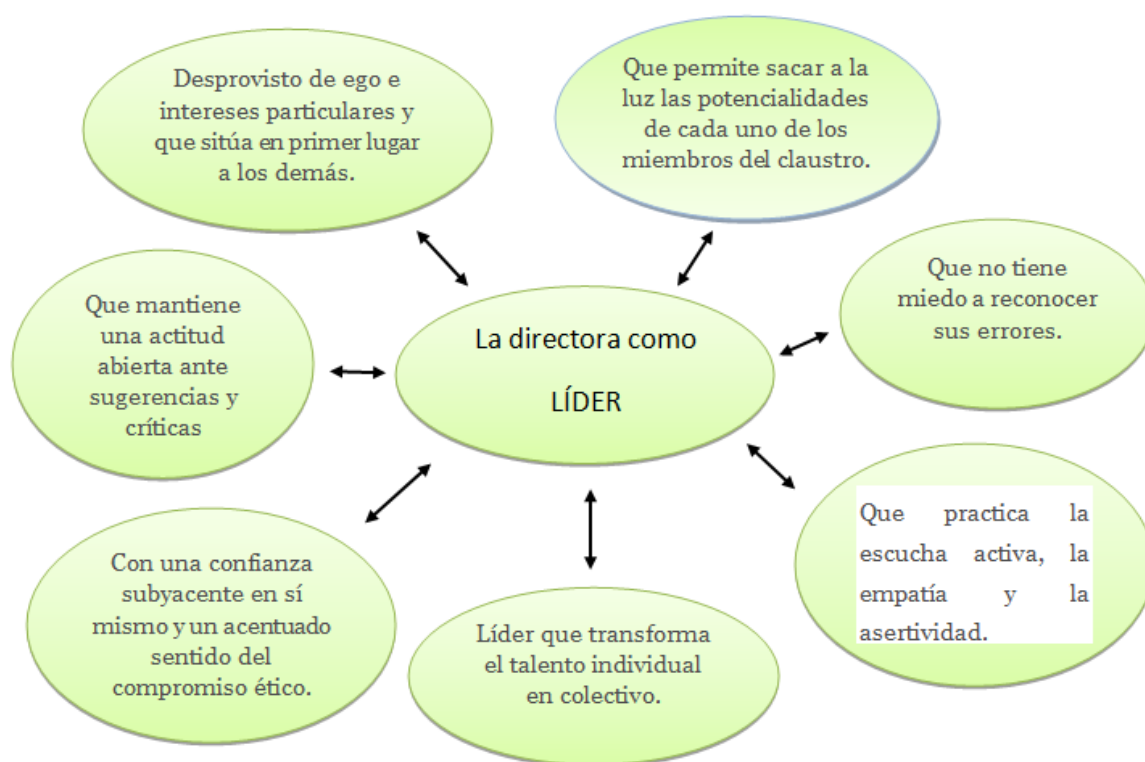 Desprovisto de ego e
intereses particulares y
que sitúa en primer lugar
a los demás.
Que permite sacar a la
luz las potencialidades
de cada uno de los
miembros del claustro.
Que mantiene
una actitud
abierta ante
sugerencias y
críticas
La directora como
LÍDER
Que no tiene
miedo a reconocer
sus errores.
Con una confianza
subyacente en sí
mismo y un acentuado
sentido del
compromiso ético.
Líder que transforma
el talento individual
en colectivo.
Que practica la
escucha activa, la
empatía y la
asertividad.